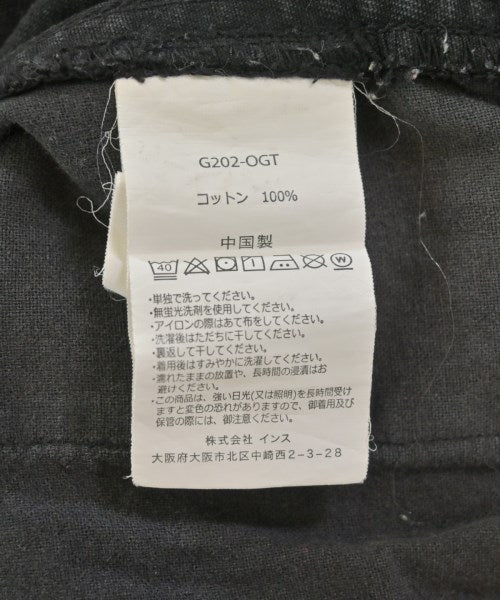 G202-OGT
コットン 100%
中国製
40 W
・単独で洗ってください。
・無蛍光洗剤を使用してください。
・アイロンの際はあて布をしてください。
・洗濯後はただちに干してください。
・裏返して干してください。
・着用後はすみやかに洗濯してください。
・濡れたままの放置や、長時間の浸漬はお
避けください。
・この商品は、強い日光(又は照明)を長時間受け
ますと変色の恐れがありますので、御着用及び
保管の際には、御注意ください。
株式会社 インス
大阪府大阪市北区中崎西2-3-28